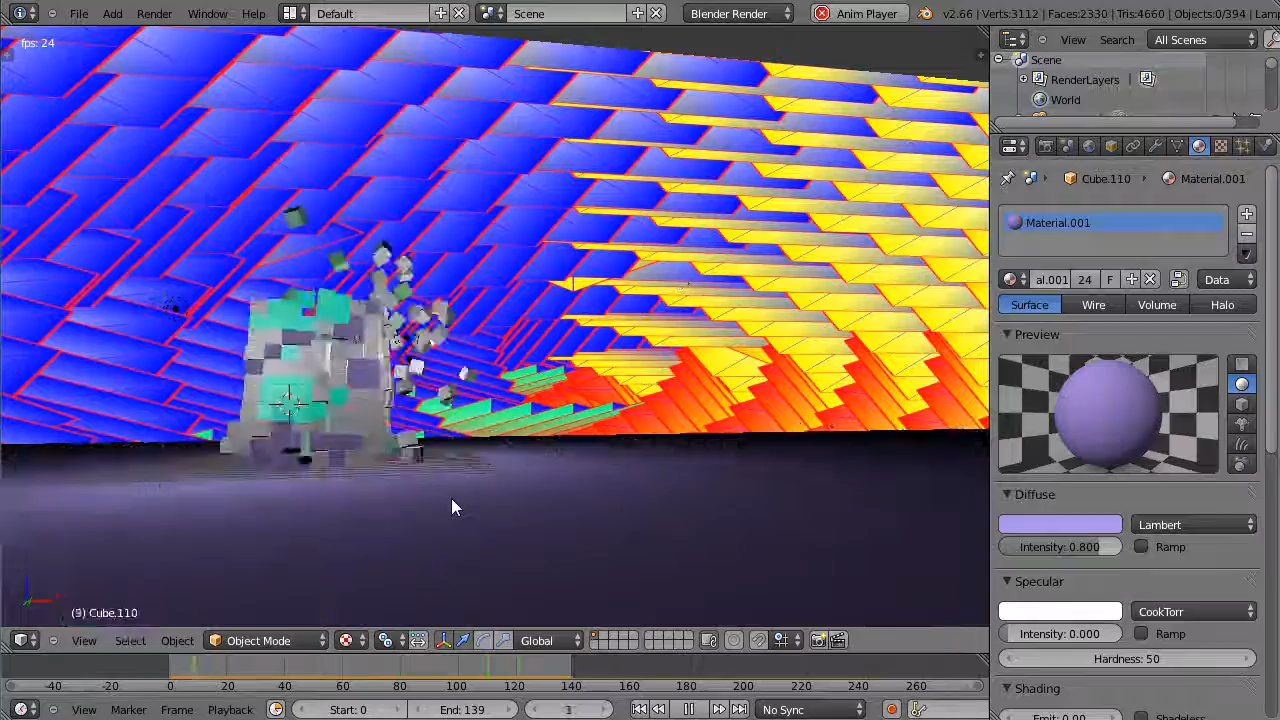 File Add Render Window Help Default Scene Blender Render Anim Player v2.66 | Verts:3112 | Faces:2330 | Tris:4660 | Objects:0/394 | Lam
fps: 24
View Search All Scenes
Scene
RenderLayers |
World
Cube.110 Material.001
Material.001
al.001 24 F Data
Surface Wire Volume Halo
Preview
Diffuse
Lambert
Intensity: 0.800 Ramp
Specular
CookTorr
Intensity: 0.000 Ramp
Hardness: 50
Shading
Emit: 0.00 Shadeless
Cube.110
View Select Object Object Mode Global
-40 -20 0 20 40 60 80 100 120 140 160 180 200 220 240 260
View Marker Frame Playback Start: 0 End: 139 No Sync